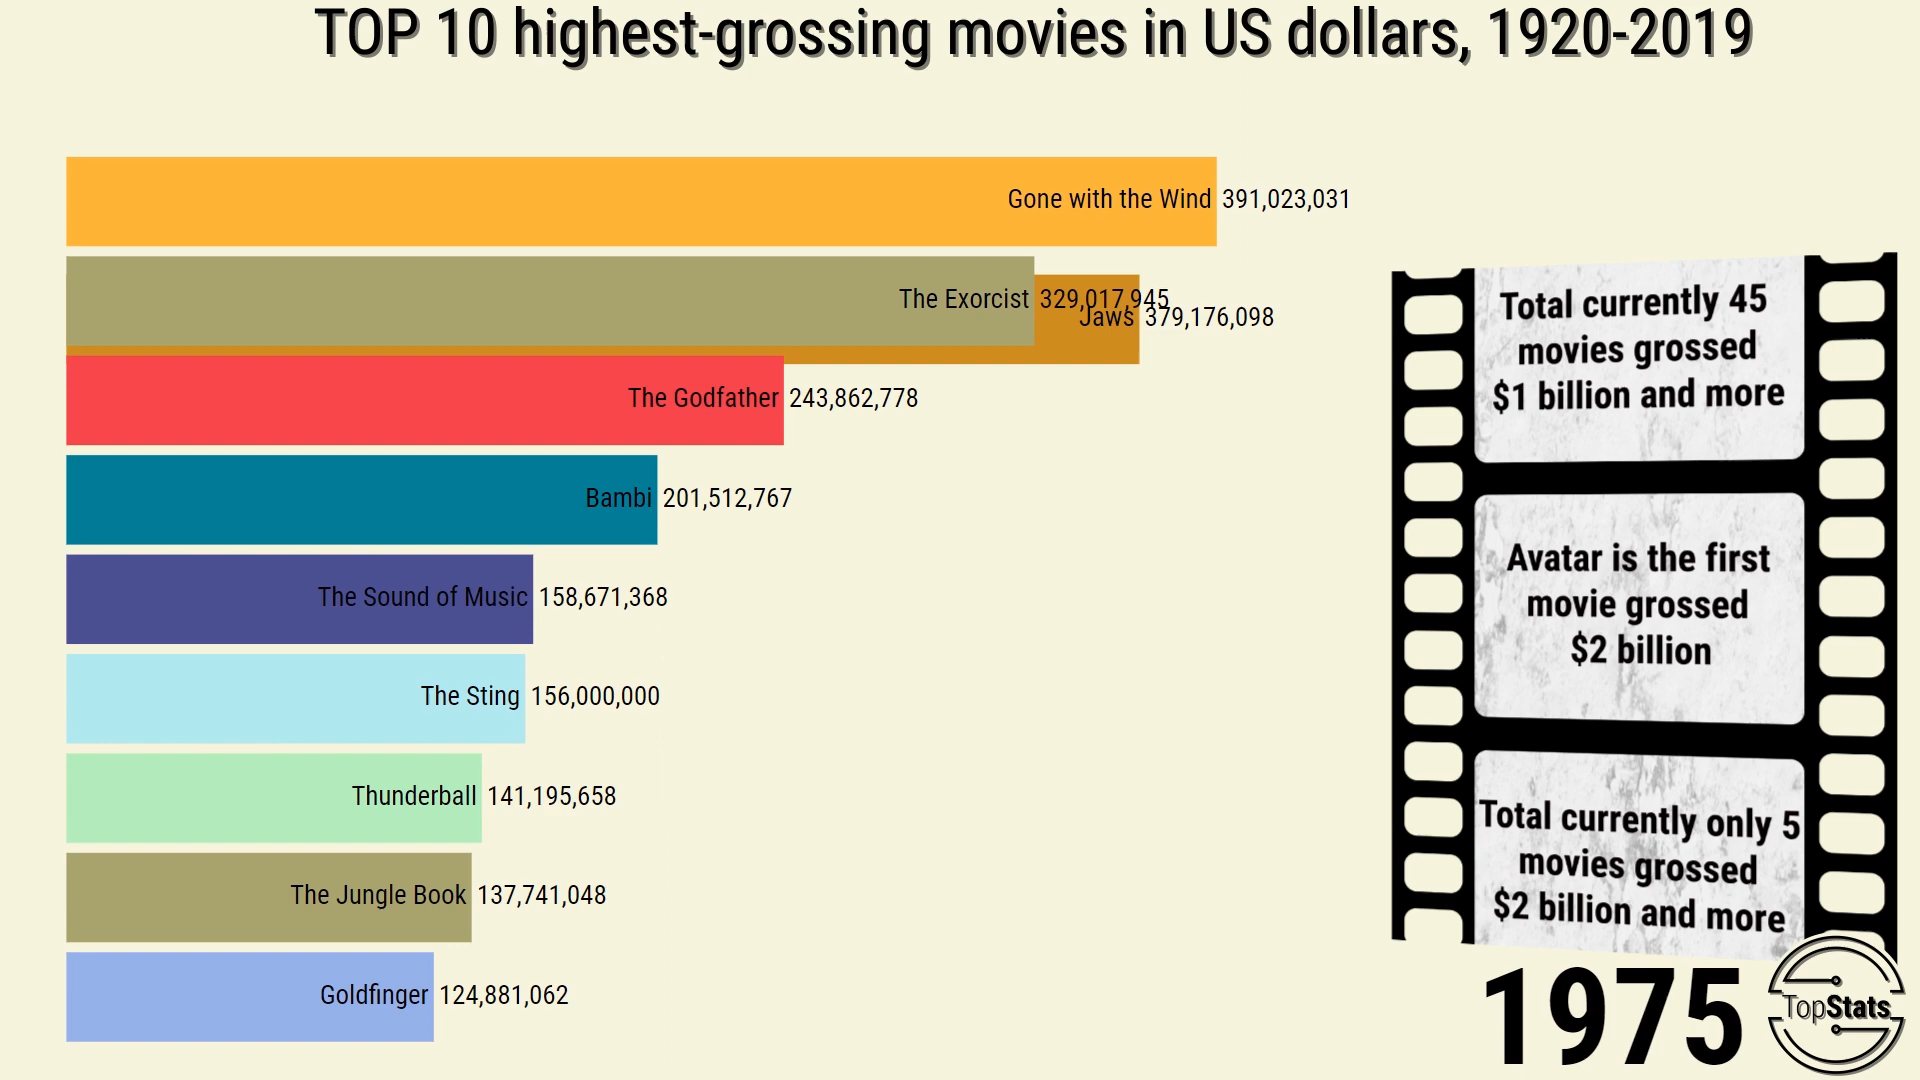 TOP 10 highest-grossing movies in US dollars, 1920-2019
Gone with the Wind 391,023,031
The Exorcist 329,017,945
Jaws 379,176,098
The Godfather 243,862,778
Bambi 201,512,767
The Sound of Music 158,671,368
The Sting 156,000,000
Thunderball 141,195,658
The Jungle Book 137,741,048
Goldfinger 124,881,062
Total currently 45
movies grossed
$1 billion and more
Avatar is the first
movie grossed
$2 billion
Total currently only 5
movies grossed
$2 billion and more
1975
TopStats